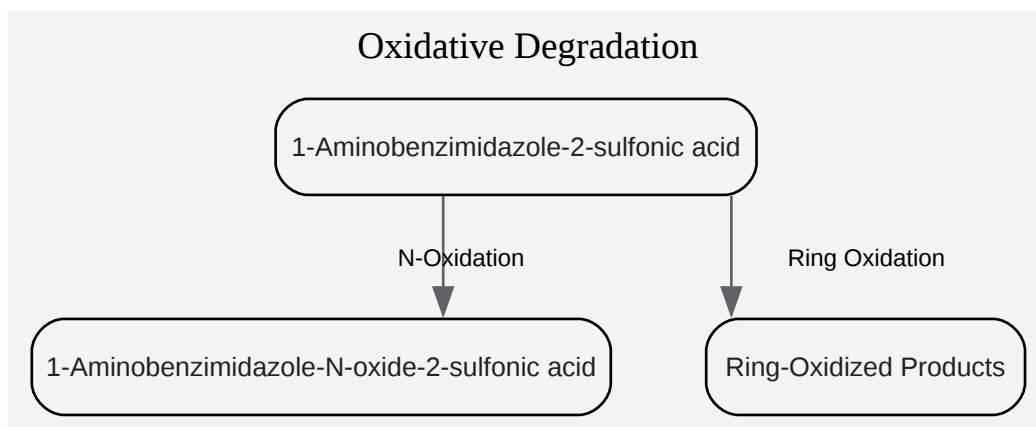 Oxidative Degradation
1-Aminobenzimidazole-2-sulfonic acid
N-Oxidation
Ring Oxidation
1-Aminobenzimidazole-N-oxide-2-sulfonic acid
Ring-Oxidized Products